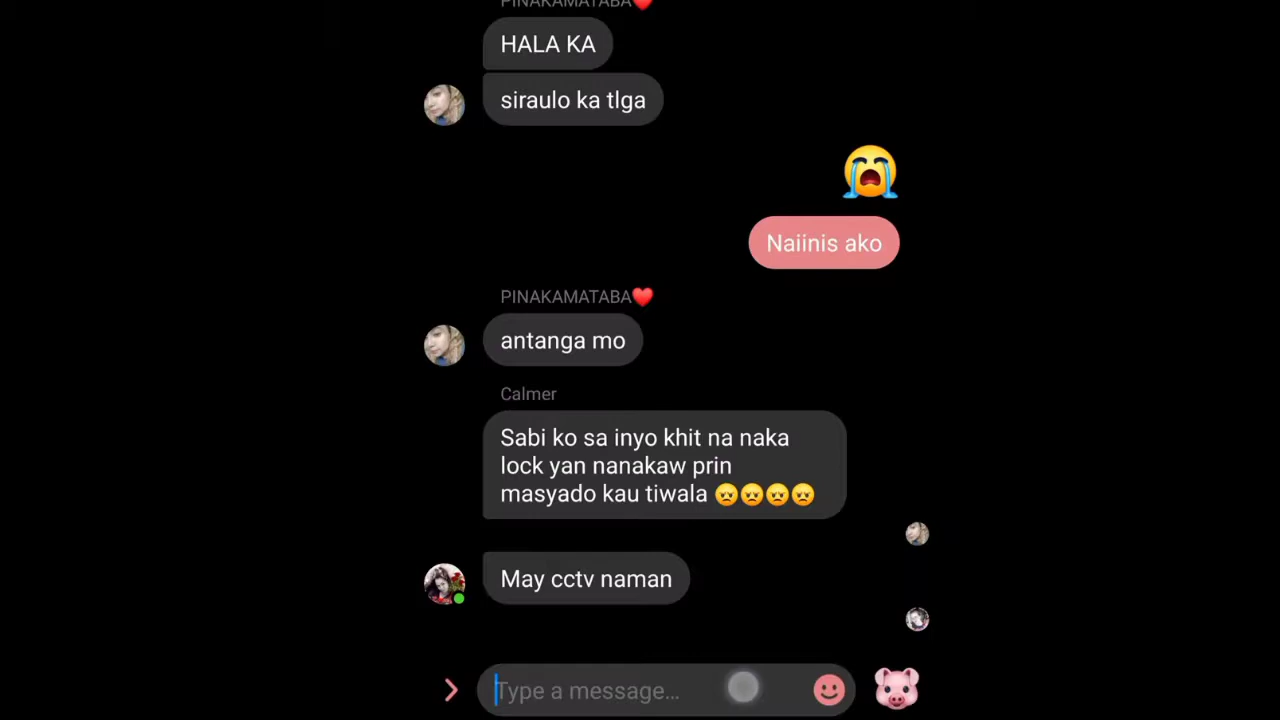 PINAKAMATABA❤️
HALA KA
siraulo ka tlga
😭
Naiinis ako
PINAKAMATABA❤️
antanga mo
Calmer
Sabi ko sa inyo khit na naka
lock yan nanakaw prin
masyado kau tiwala 😠😠😠😠
May cctv naman
Type a message...